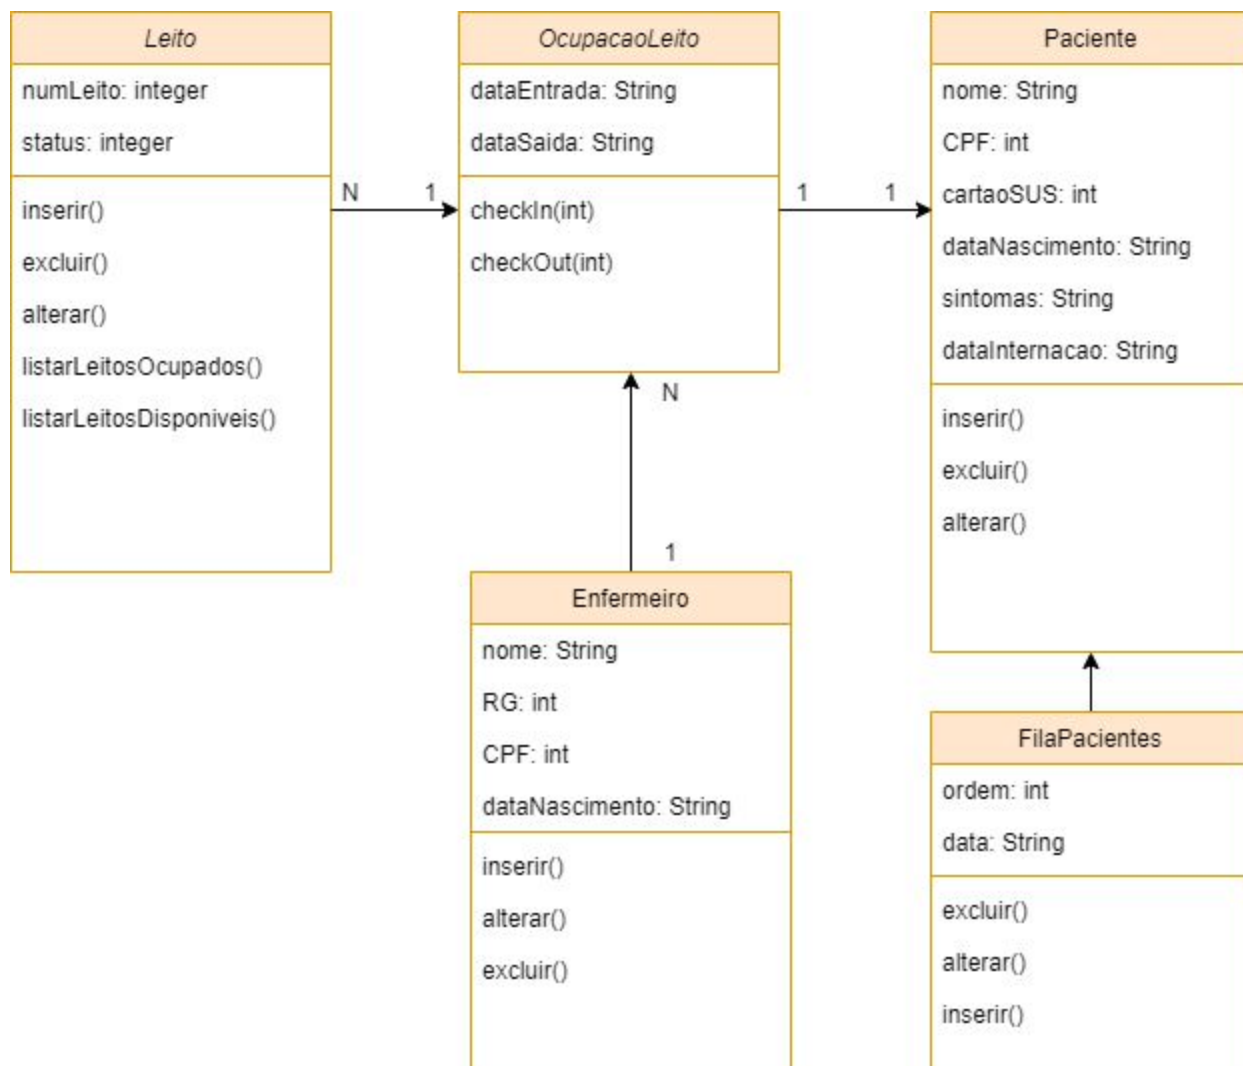 Leito
numLeito: integer
status: integer
inserir()
excluir()
alterar()
listarLeitosOcupados()
listarLeitosDisponiveis()
N
1
OcupacaoLeito
dataEntrada: String
dataSaida: String
checkIn(int)
checkOut(int)
1
1
Paciente
nome: String
CPF: int
cartaoSUS: int
dataNascimento: String
sintomas: String
dataInternacao: String
inserir()
excluir()
alterar()
N
1
Enfermeiro
nome: String
RG: int
CPF: int
dataNascimento: String
inserir()
alterar()
excluir()
FilaPacientes
ordem: int
data: String
excluir()
alterar()
inserir()